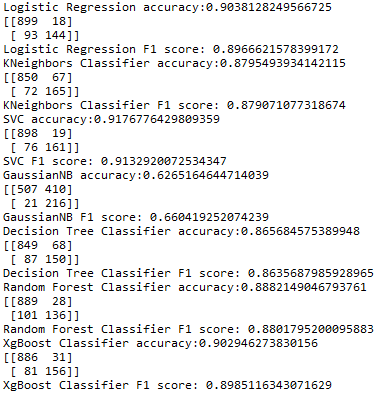 Logistic Regression accuracy:0.9038128249566725
[[899  18]
 [ 93 144]]
Logistic Regression F1 score: 0.8966621578399172
KNeighbors Classifier accuracy:0.8795493934142115
[[850  67]
 [ 72 165]]
KNeighbors Classifier F1 score: 0.879071077318674
SVC accuracy:0.9176776429809359
[[898  19]
 [ 76 161]]
SVC F1 score: 0.9132920072534347
GaussianNB accuracy:0.6265164644714039
[[507 410]
 [ 21 216]]
GaussianNB F1 score: 0.660419252074239
Decision Tree Classifier accuracy:0.865684575389948
[[849  68]
 [ 87 150]]
Decision Tree Classifier F1 score: 0.8635687985928965
Random Forest Classifier accuracy:0.8882149046793761
[[889  28]
 [101 136]]
Random Forest Classifier F1 score: 0.8801795200095883
XgBoost Classifier accuracy:0.902946273830156
[[886  31]
 [ 81 156]]
XgBoost Classifier F1 score: 0.8985116343071629